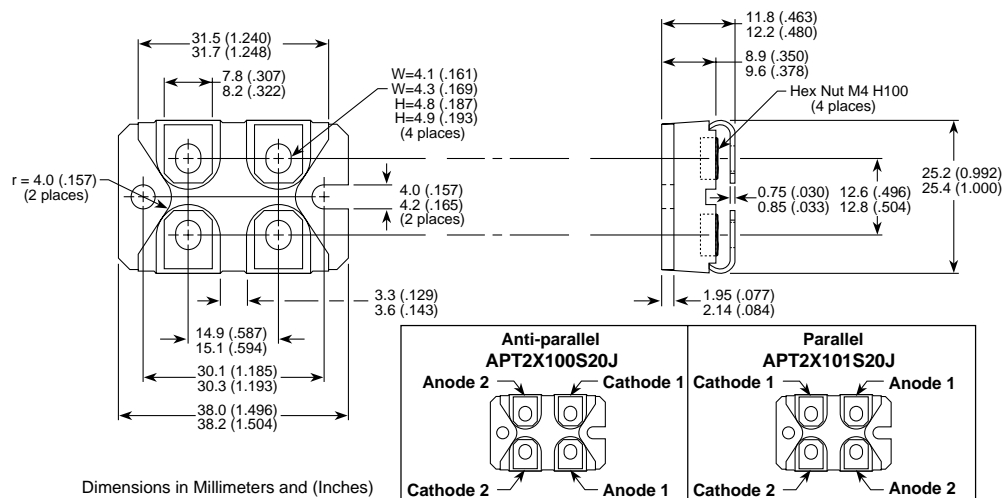 31.5 (1.240)
31.7 (1.248)
7.8 (.307)
8.2 (.322)
W=4.1 (.161)
W=4.3 (.169)
H=4.8 (.187)
H=4.9 (.193)
(4 places)
r = 4.0 (.157)
(2 places)
4.0 (.157)
4.2 (.165)
(2 places)
3.3 (.129)
3.6 (.143)
14.9 (.587)
15.1 (.594)
30.1 (1.185)
30.3 (1.193)
38.0 (1.496)
38.2 (1.504)
Dimensions in Millimeters and (Inches)
11.8 (.463)
12.2 (.480)
8.9 (.350)
9.6 (.378)
Hex Nut M4 H100
(4 places)
0.75 (.030)
0.85 (.033)
12.6 (.496)
12.8 (.504)
25.2 (0.992)
25.4 (1.000)
1.95 (.077)
2.14 (.084)
Anti-parallel
APT2X100S20J
Anode 2
Cathode 1
Cathode 2
Anode 1
Parallel
APT2X101S20J
Cathode 1
Anode 1
Cathode 2
Anode 2